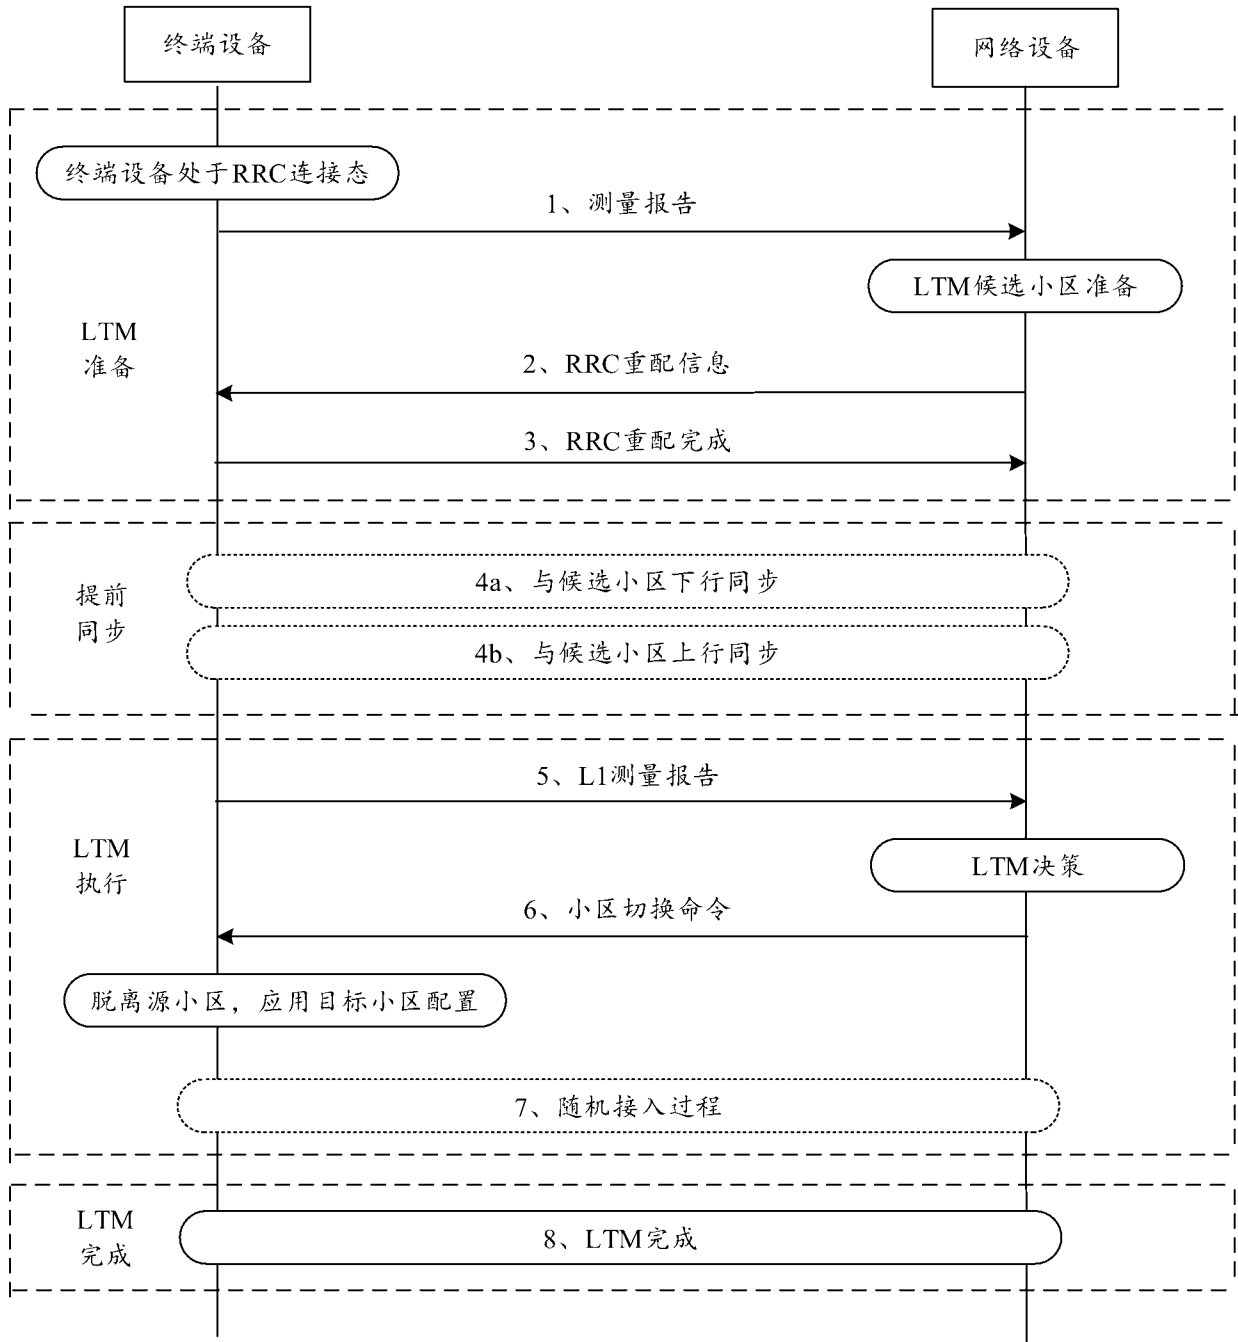 终端设备
网络设备
终端设备处于RRC连接态
1、测量报告
LTM候选小区准备
LTM
准备
2、RRC重配信息
3、RRC重配完成
提前
同步
4a、与候选小区下行同步
4b、与候选小区上行同步
5、L1测量报告
LTM
执行
LTM决策
6、小区切换命令
脱离源小区，应用目标小区配置
7、随机接入过程
LTM
完成
8、LTM完成